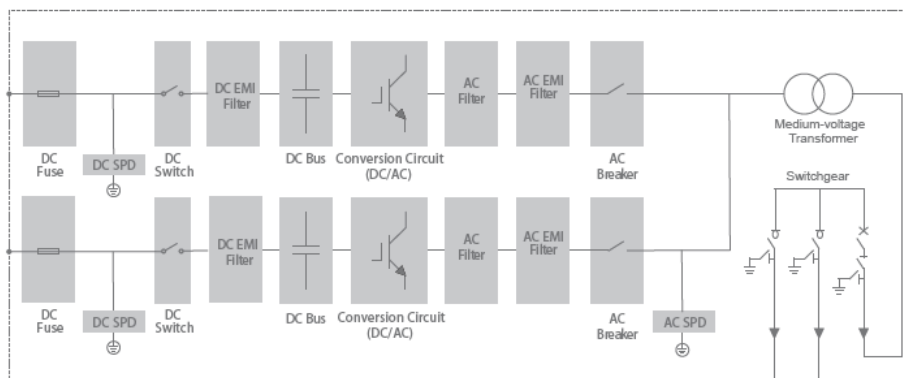 DC EMI
Filter
AC
Filter
AC EMI
Filter
Medium-voltage
Transformer
DC
Fuse
DC SPD
DC
Switch
DC Bus
Conversion Circuit
(DC/AC)
AC
Breaker
Switchgear
DC EMI
Filter
AC
Filter
AC EMI
Filter
DC
Fuse
DC SPD
DC
Switch
DC Bus
Conversion Circuit
(DC/AC)
AC
Breaker
AC SPD